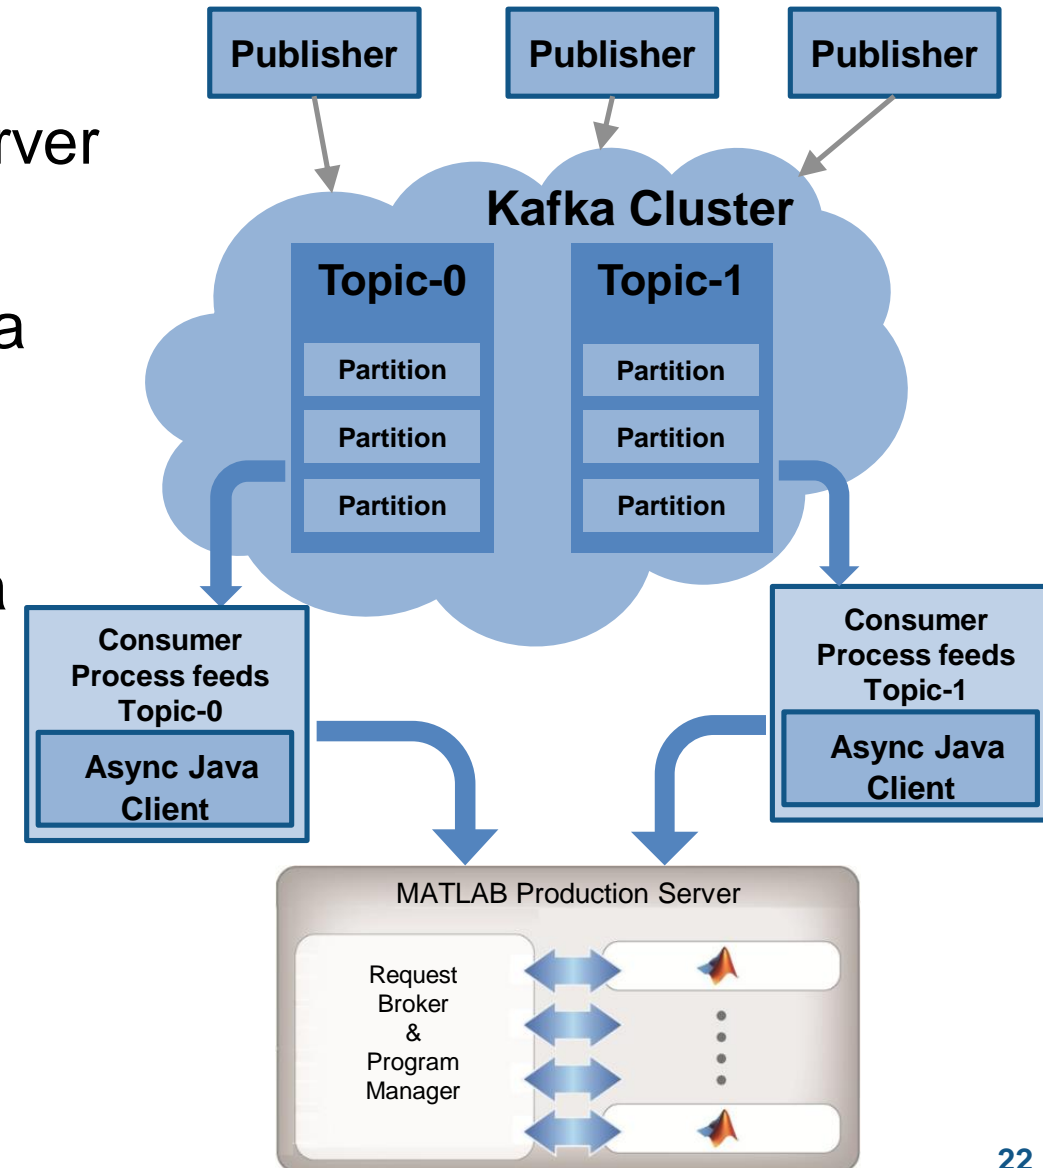 Publisher
Publisher
Publisher
rver
Kafka Cluster
Topic-0
Topic-1
a
Partition
Partition
Partition
Partition
Partition
Partition
Consumer
Process feeds
Topic-0
Async Java
Client
Consumer
Process feeds
Topic-1
Async Java
Client
MATLAB Production Server
Request
Broker
&
Program
Manager
22